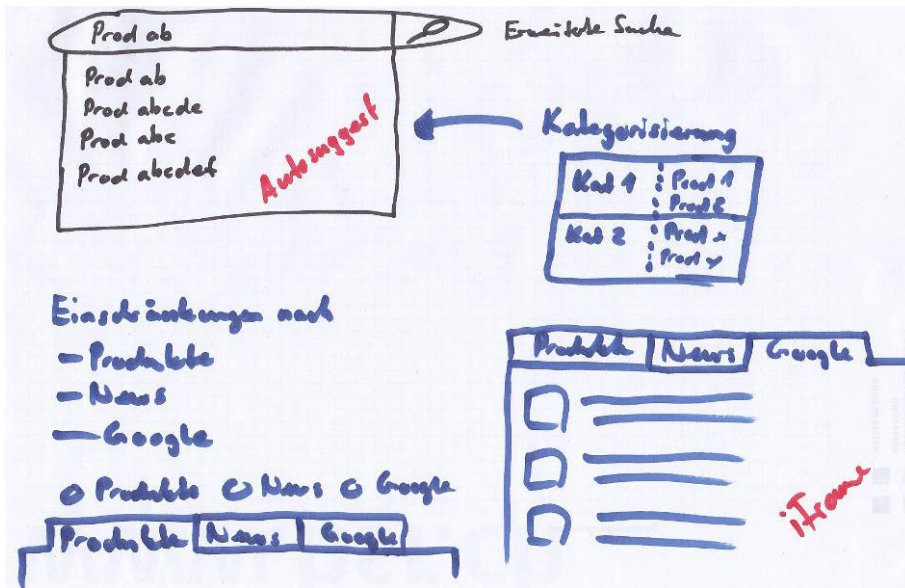 Prod ab
Erweiterte Suche
Prod ab
Prod abcde
Prod abc
Prod abcdef
Autosuggest
Kategorisierung
Kat 1 Prod 1
Prod 2
Kat 2 Prod x
Prod y
Einschränkungen nach
- Produkte
- News
- Google
Produkte News Google
Produkte News Google
Produkte News Google
iFrame